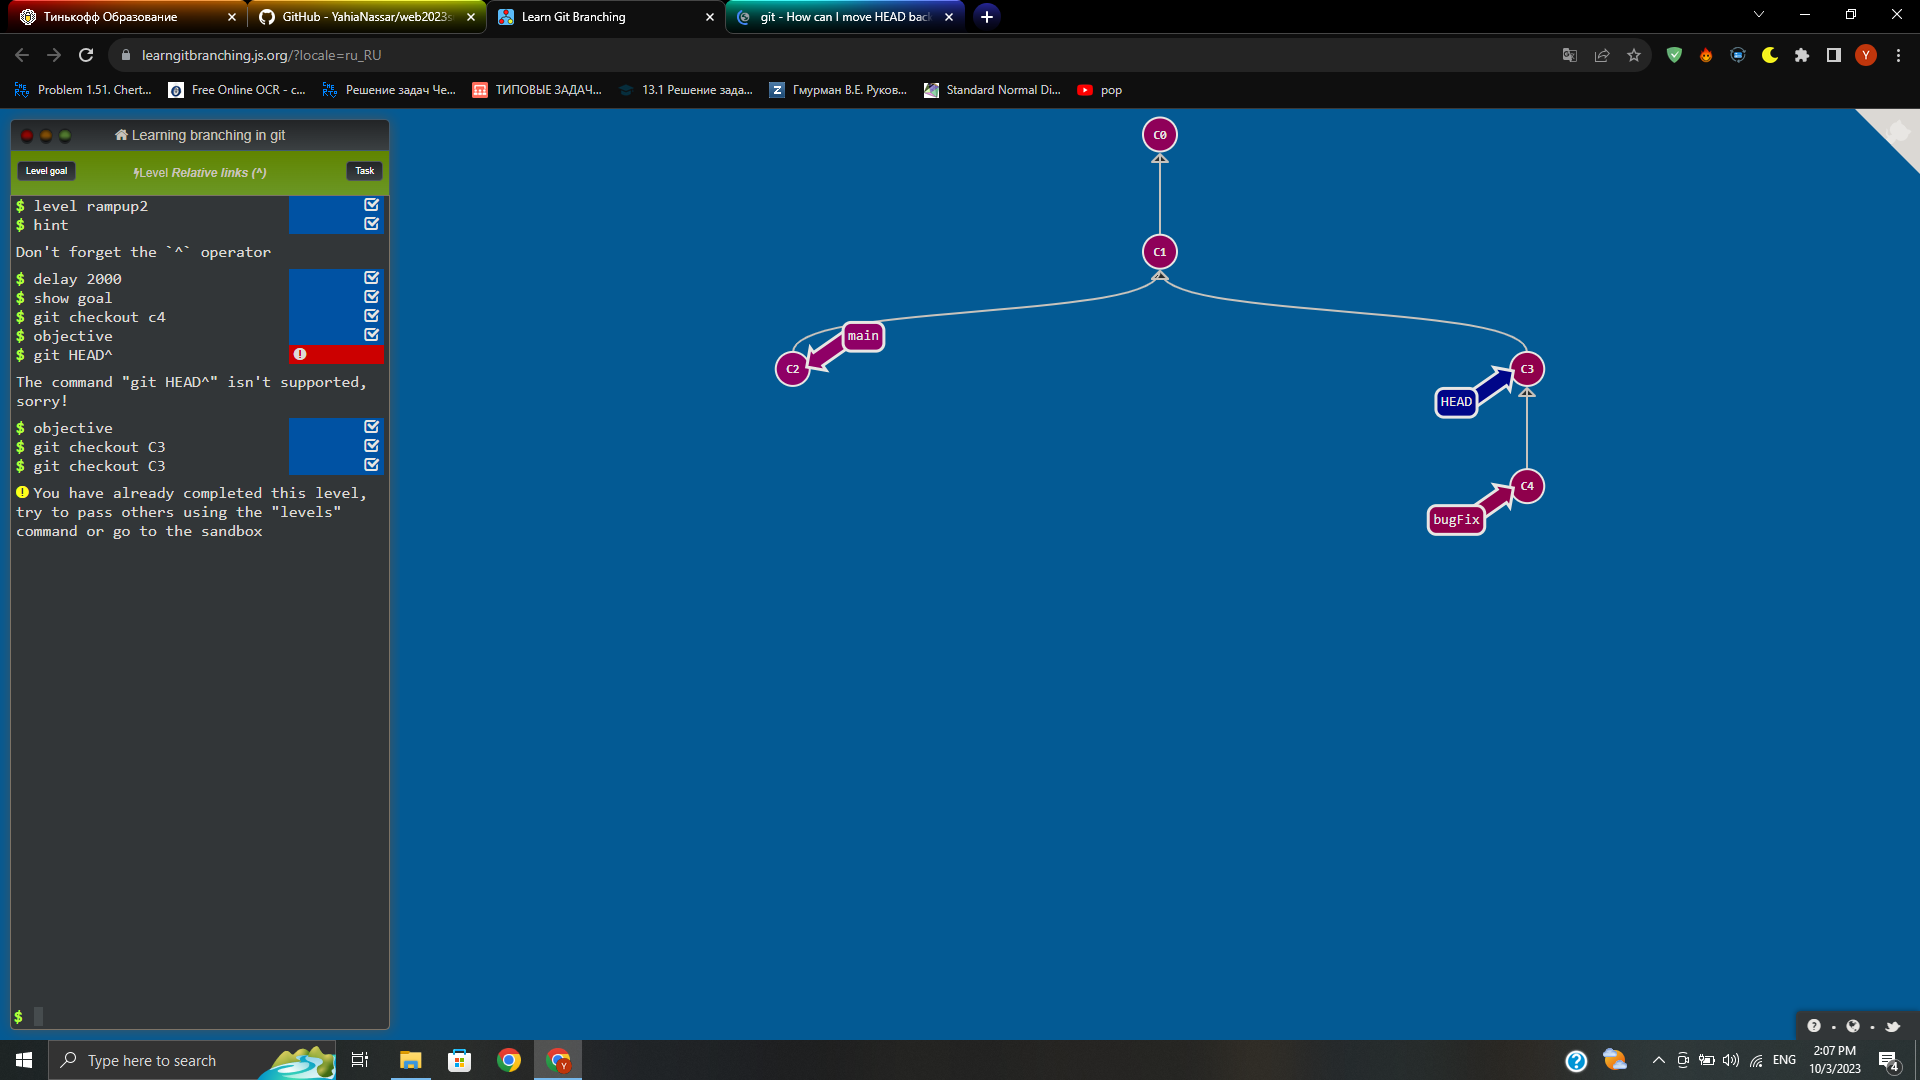 Тинькофф Образование
GitHub - YahiaNassar/web2023s
Learn Git Branching
git - How can I move HEAD back
learngitbranching.js.org/?locale=ru_RU
Y
Problem 1.51. Chert...
Free Online OCR - c...
Решение задач Че...
ТИПОВЫЕ ЗАДАЧ...
13.1 Решение зада...
Гмурман В.Е. Руков...
Standard Normal Di...
pop
Learning branching in git
Level goal
Level Relative links (^)
Task
$ level rampup2
$ hint
Don't forget the `^` operator
$ delay 2000
$ show goal
$ git checkout c4
$ objective
$ git HEAD^
The command "git HEAD^" isn't supported,
sorry!
$ objective
$ git checkout C3
$ git checkout C3
You have already completed this level,
try to pass others using the "levels"
command or go to the sandbox
$
C0
C1
main
C2
C3
HEAD
C4
bugFix
Type here to search
ENG
2:07 PM
10/3/2023
4